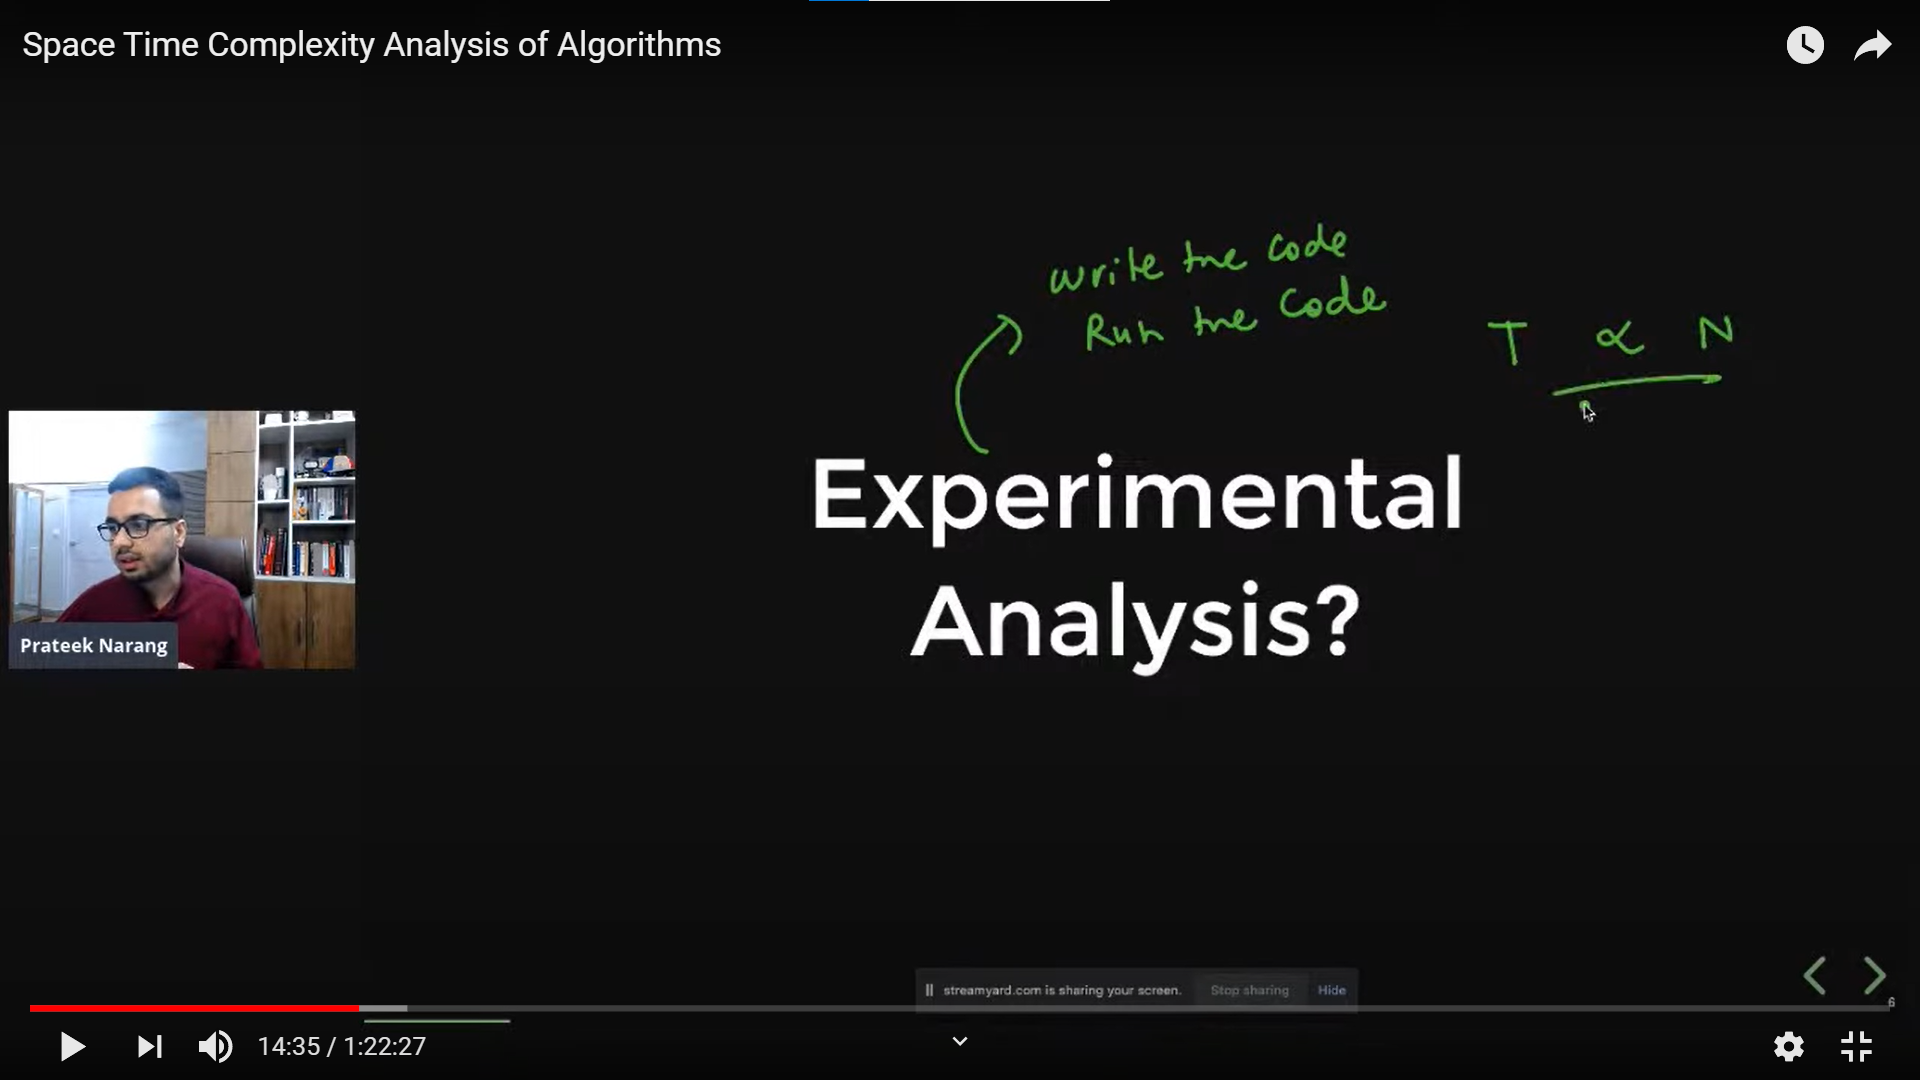 Space Time Complexity Analysis of Algorithms
Write the code
Run the Code
T ∝ N
Experimental
Analysis?
Prateek Narang
streamyard.com is sharing your screen. Stop sharing Hide
6
14:35 / 1:22:27